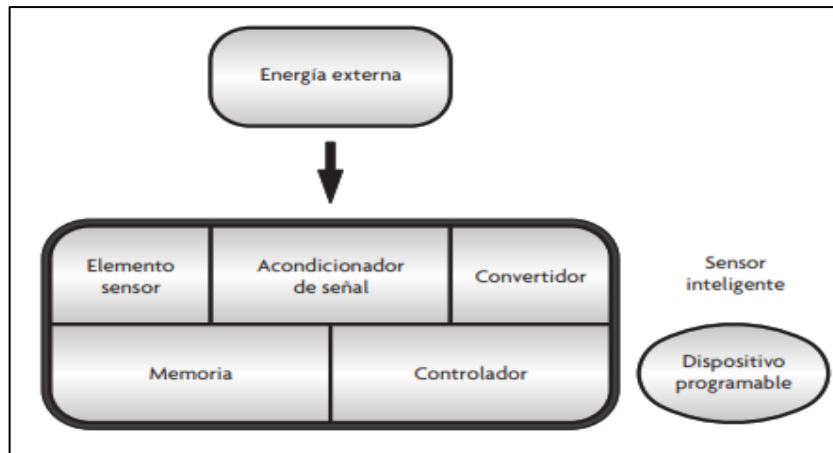 Energía externa
Elemento
sensor
Acondicionador
de señal
Convertidor
Sensor
inteligente
Memoria
Controlador
Dispositivo
programable